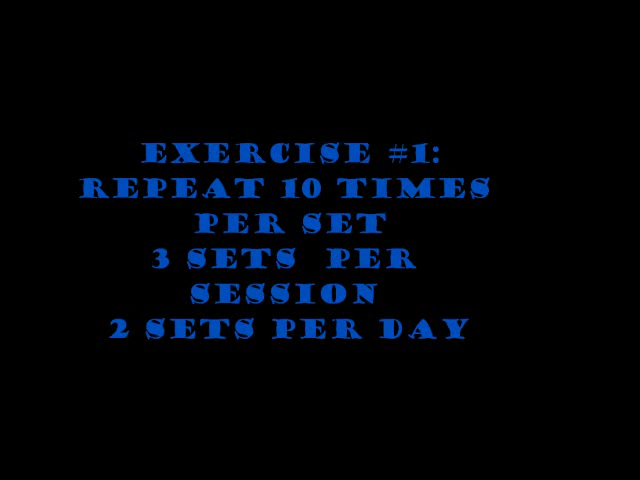 EXERCISE #1:
REPEAT 10 TIMES
PER SET
3 SETS PER
SESSION
2 SETS PER DAY